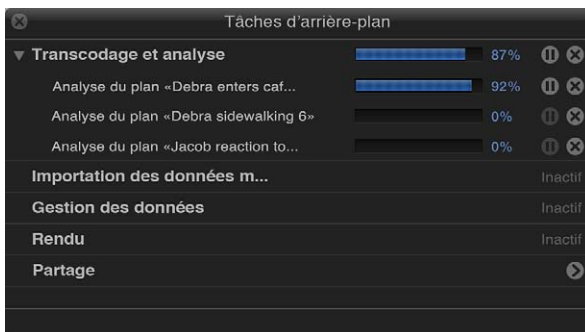 Tâches d'arrière-plan
Transcodage et analyse 87%
Analyse du plan «Debra enters caf... 92%
Analyse du plan «Debra sidewalking 6» 0%
Analyse du plan «Jacob reaction to... 0%
Importation des données m... Inactif
Gestion des données Inactif
Rendu Inactif
Partage